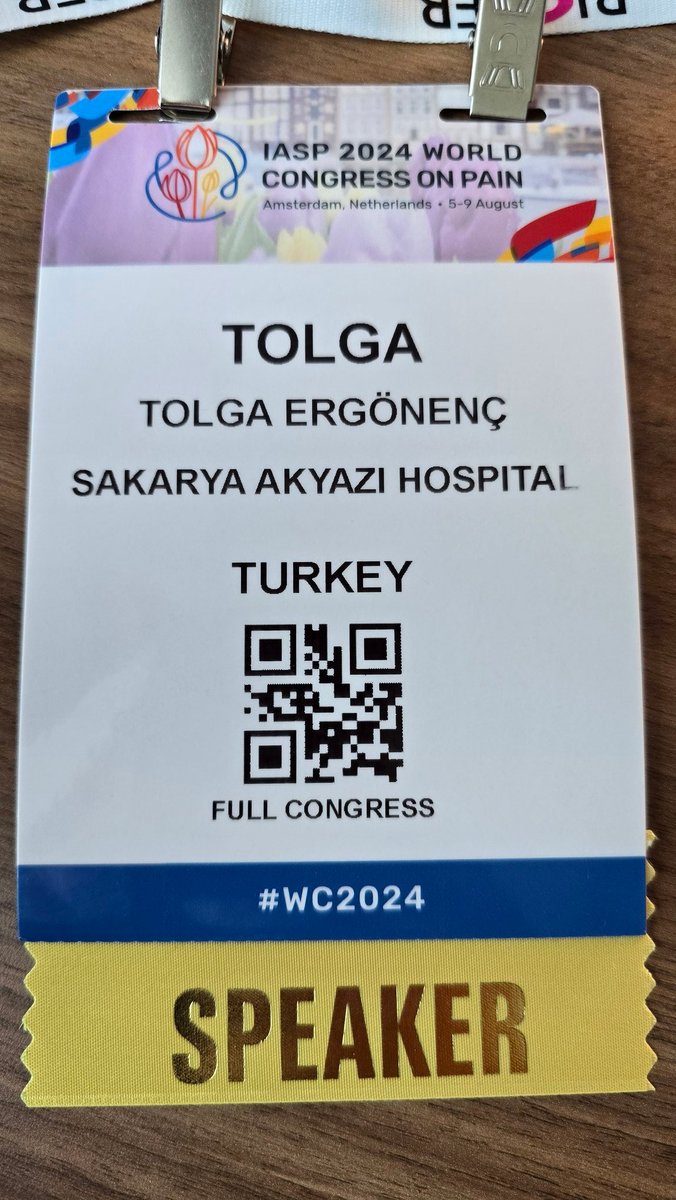 IASP 2024 WORLD
CONGRESS ON PAIN
Amsterdam, Netherlands • 5-9 August
TOLGA
TOLGA ERGÖNENÇ
SAKARYA AKYAZI HOSPITAL
TURKEY
FULL CONGRESS
#WC2024
SPEAKER